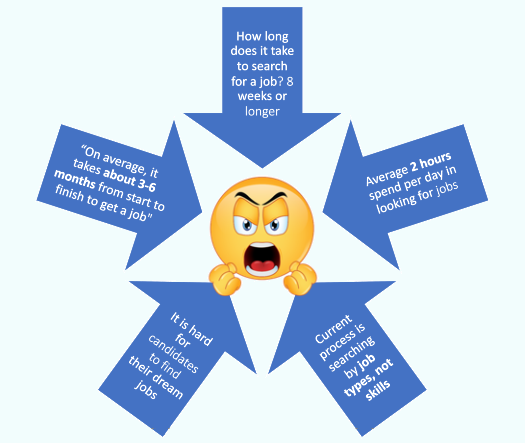 How long
does it take
to search
for a job? 8
weeks or
longer
“On average, it
takes about 3-6
months from start to
finish to get a job"
Average 2 hours
spend per day in
looking for jobs
It is hard
for
candidates
to find
their dream
jobs
Current
process is
searching
by job
types, not
skills